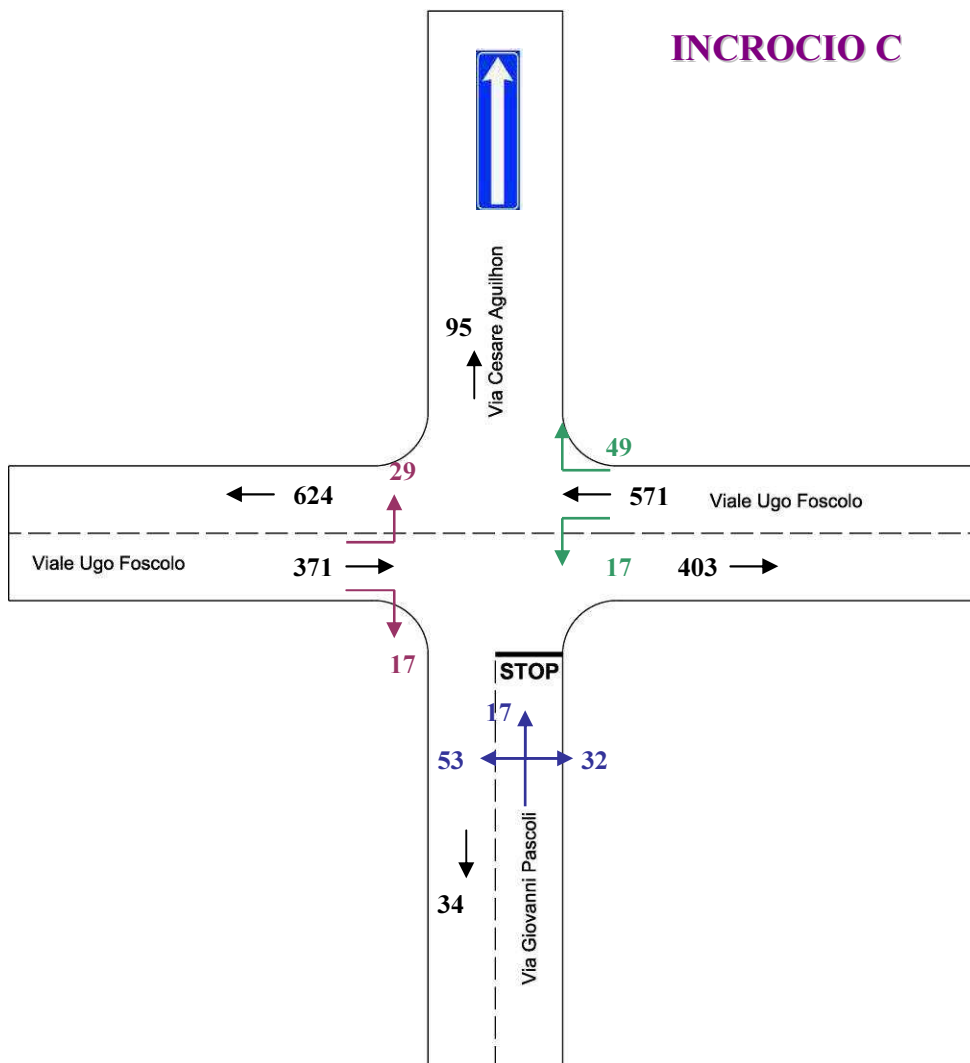 INCROCIO C
Via Cesare Aguilhon
95
49
29
624
571
Viale Ugo Foscolo
Viale Ugo Foscolo
371
17
403
17
STOP
17
53
32
Via Giovanni Pascoli
34